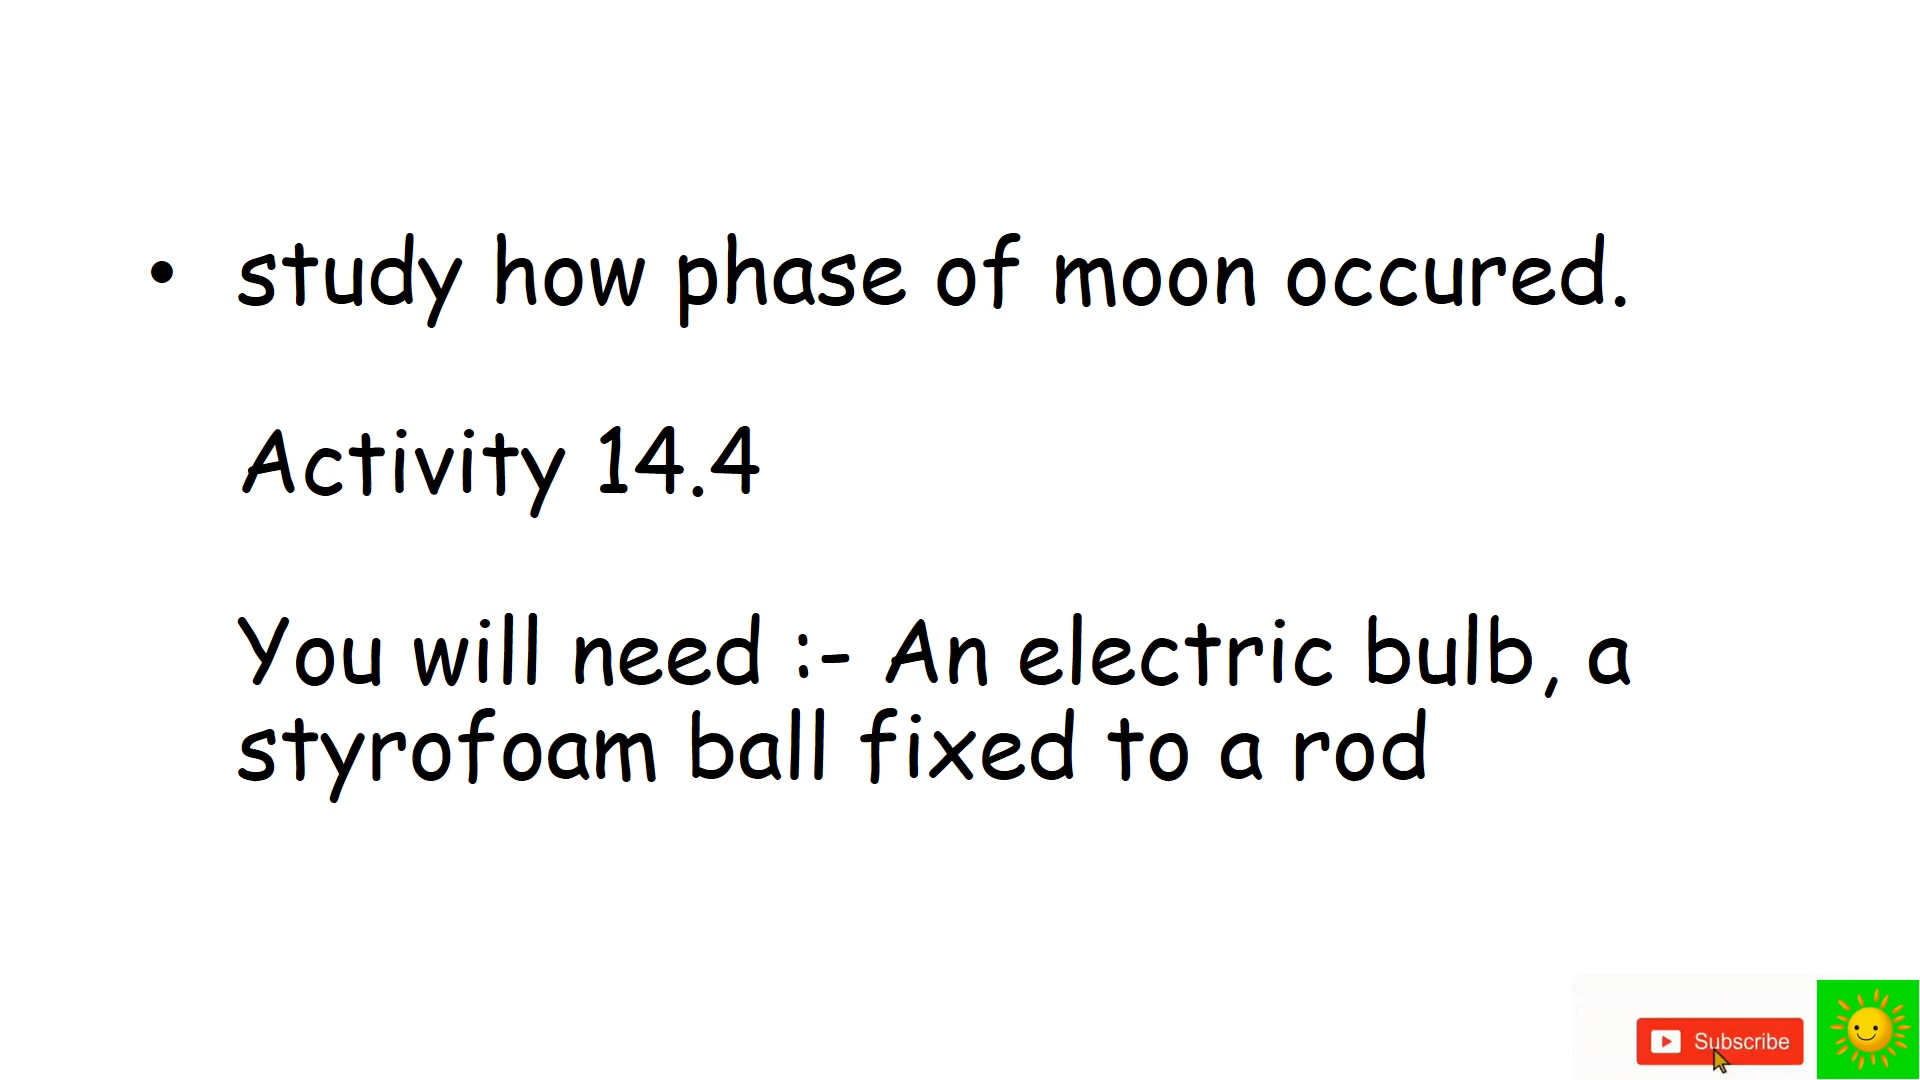 • study how phase of moon occured.
Activity 14.4
You will need :- An electric bulb, a
styrofoam ball fixed to a rod
Subscribe